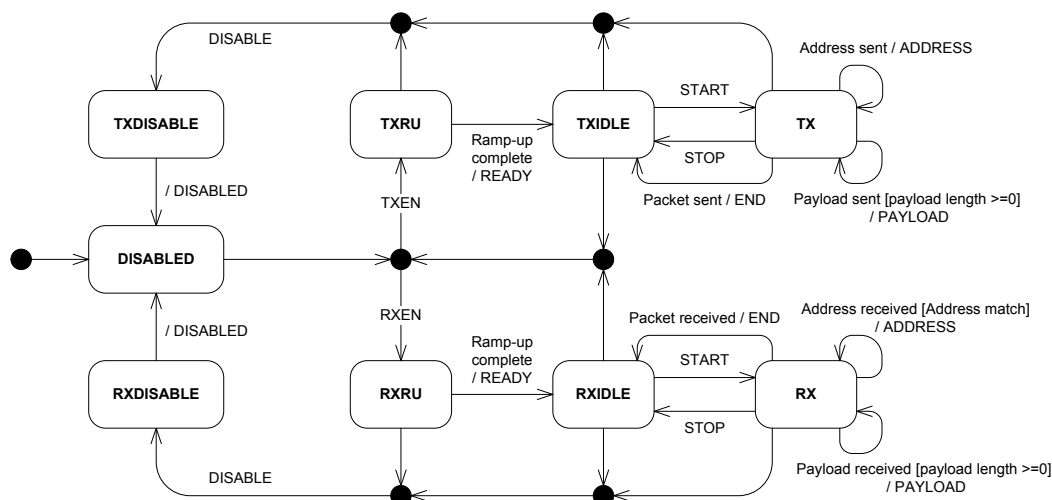 DISABLE
Address sent / ADDRESS
START
TXDISABLE
TXRU
TXIDLE
TX
Ramp-up
complete
/ READY
STOP
/ DISABLED
TXEN
Packet sent / END
Payload sent [payload length >=0]
/ PAYLOAD
DISABLED
RXEN
Packet received / END
Address received [Address match]
/ ADDRESS
/ DISABLED
Ramp-up
complete
/ READY
START
RXDISABLE
RXRU
RXIDLE
RX
STOP
DISABLE
Payload received [payload length >=0]
/ PAYLOAD